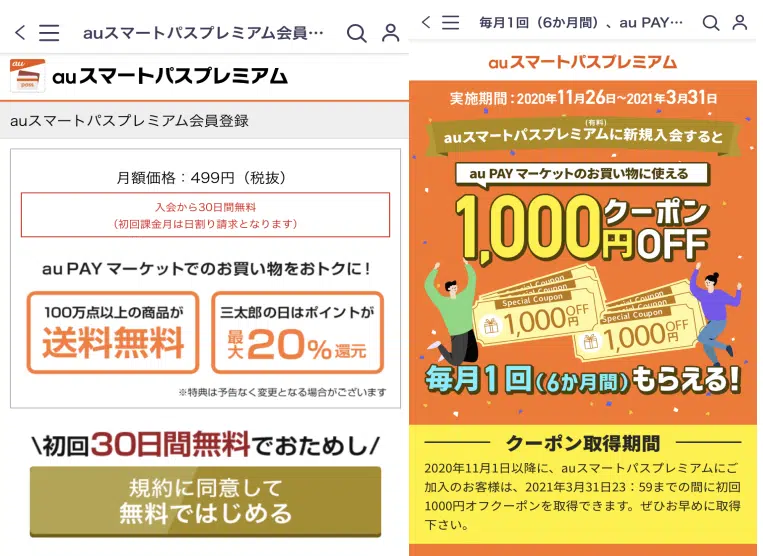 auスマートパスプレミアム会員…
au
pass
auスマートパスプレミアム
auスマートパスプレミアム会員登録
月額価格：499円（税抜）
入会から30日間無料
（初回課金月は日割り請求となります）
au PAY マーケットでのお買い物をおトクに！
100万点以上の商品が
送料無料
三太郎の日はポイントが
最大20%還元
※特典は予告なく変更となる場合がございます
\初回30日間無料でおためし/
規約に同意して
無料ではじめる
毎月1回（6か月間）、au PAY…
auスマートパスプレミアム
実施期間：2020年11月26日〜2021年3月31日
（有料）
auスマートパスプレミアムに新規入会すると
au PAY マーケットのお買い物に使える
1,000円クーポンOFF
Special Coupon
Special Coupon
Special Coupon
1,000円OFF
Special Coupon
Special Coupon
Special Coupon
1,000円OFF
毎月1回（6か月間）もらえる！
クーポン取得期間
2020年11月1日以降に、auスマートパスプレミアムにご
加入のお客様は、2021年3月31日23：59までの間に初回
1000円オフクーポンを取得できます。ぜひお早めに取得
下さい。